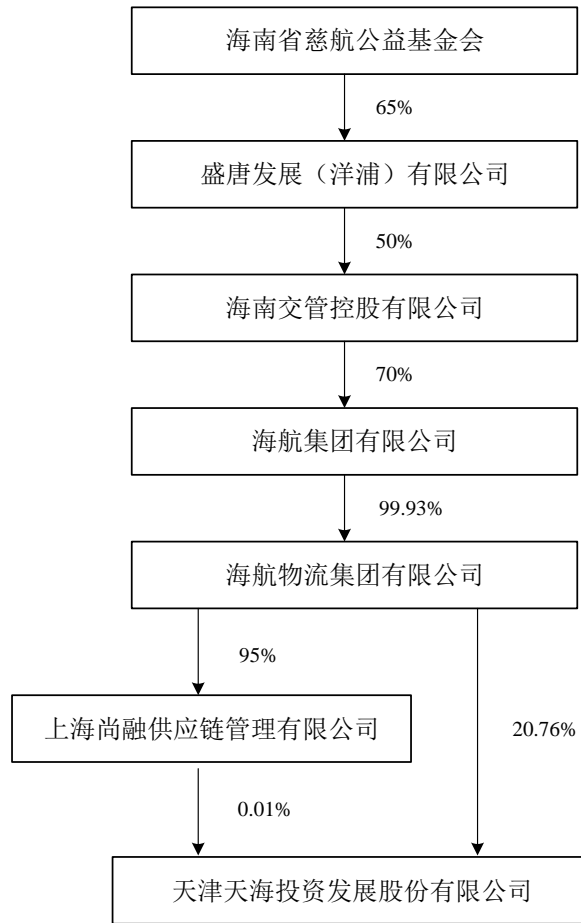 海南省慈航公益基金会
65%
盛唐发展（洋浦）有限公司
50%
海南交管控股有限公司
70%
海航集团有限公司
99.93%
海航物流集团有限公司
95%
上海尚融供应链管理有限公司
20.76%
0.01%
天津天海投资发展股份有限公司